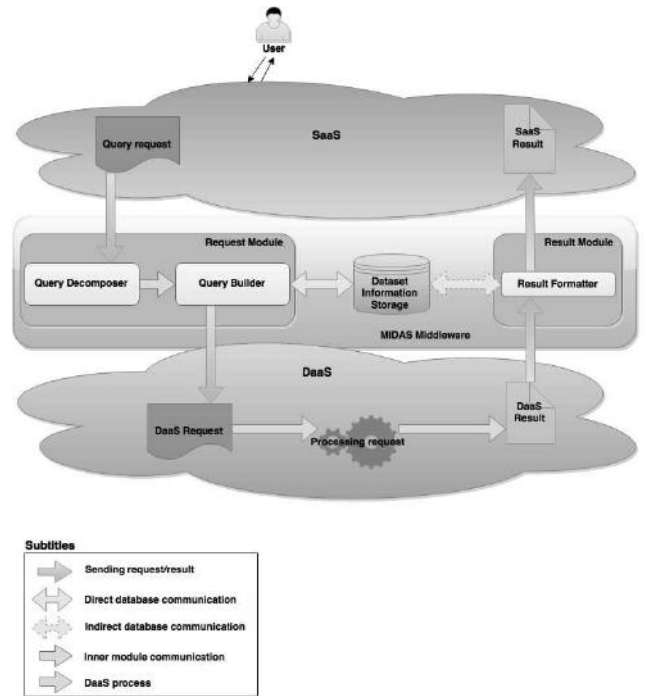 User
SaaS
Query request
SaaS
Result
Request Module
Result Module
Query Decomposer
Query Builder
Dataset
Information
Storage
Result Formatter
MIDAS Middleware
DaaS
DaaS Request
Processing request
DaaS
Result
Subtitles
Sending request/result
Direct database communication
Indirect database communication
Inner module communication
DaaS process